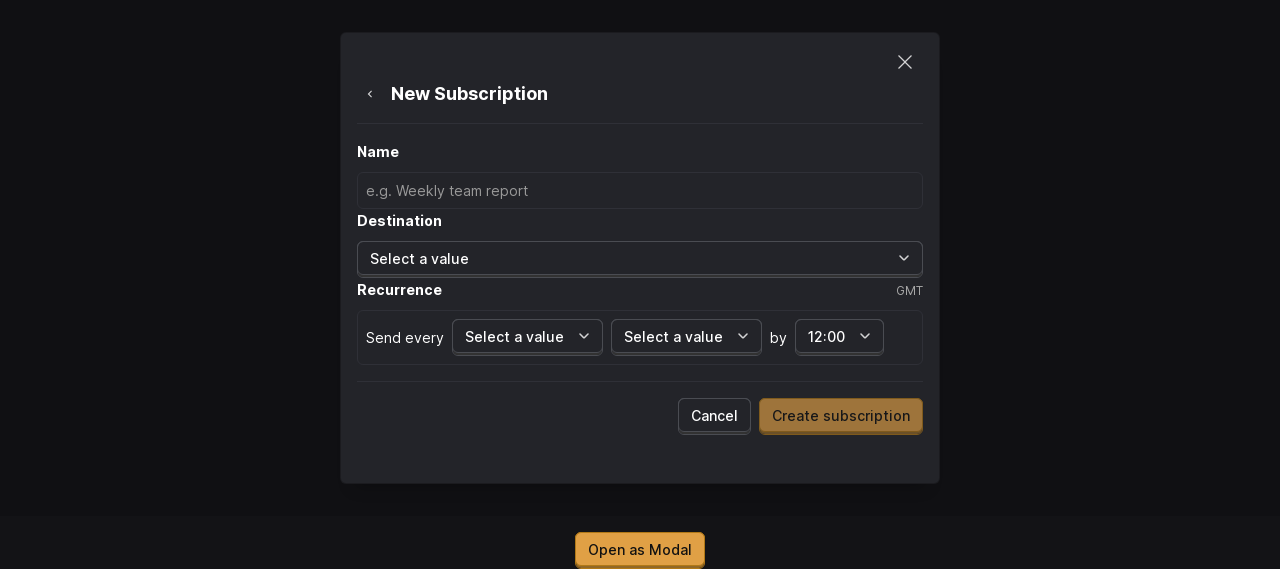 New Subscription
Name
e.g. Weekly team report
Destination
Select a value
Recurrence GMT
Send every Select a value Select a value by 12:00
Cancel Create subscription
Open as Modal